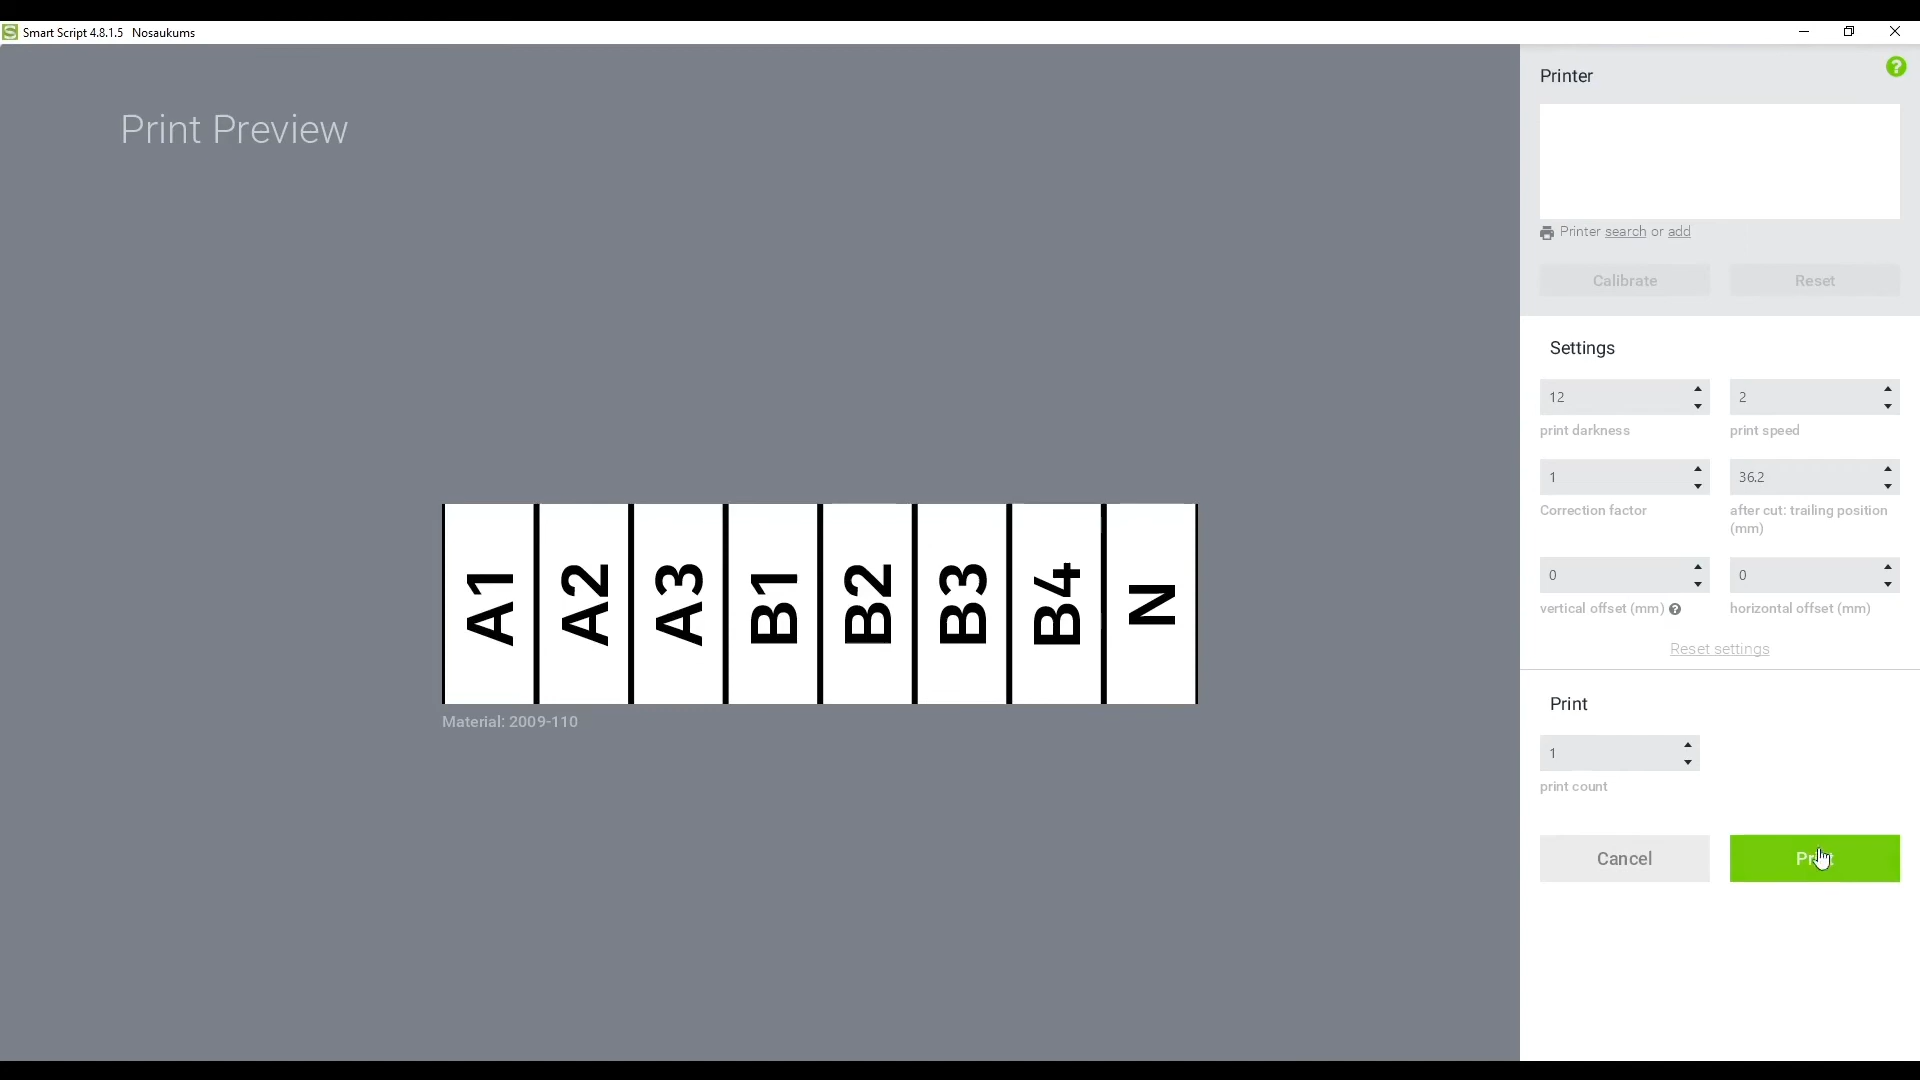 Smart Script 4.8.1.5 Nosaukums
Print Preview
A1 A2 A3 B1 B2 B3 B4 N
Material: 2009-110
Printer
Printer search or add
Calibrate Reset
Settings
12 2
print darkness print speed
1 36.2
Correction factor after cut: trailing position
(mm)
0 0
vertical offset (mm) horizontal offset (mm)
Reset settings
Print
1
print count
Cancel Print